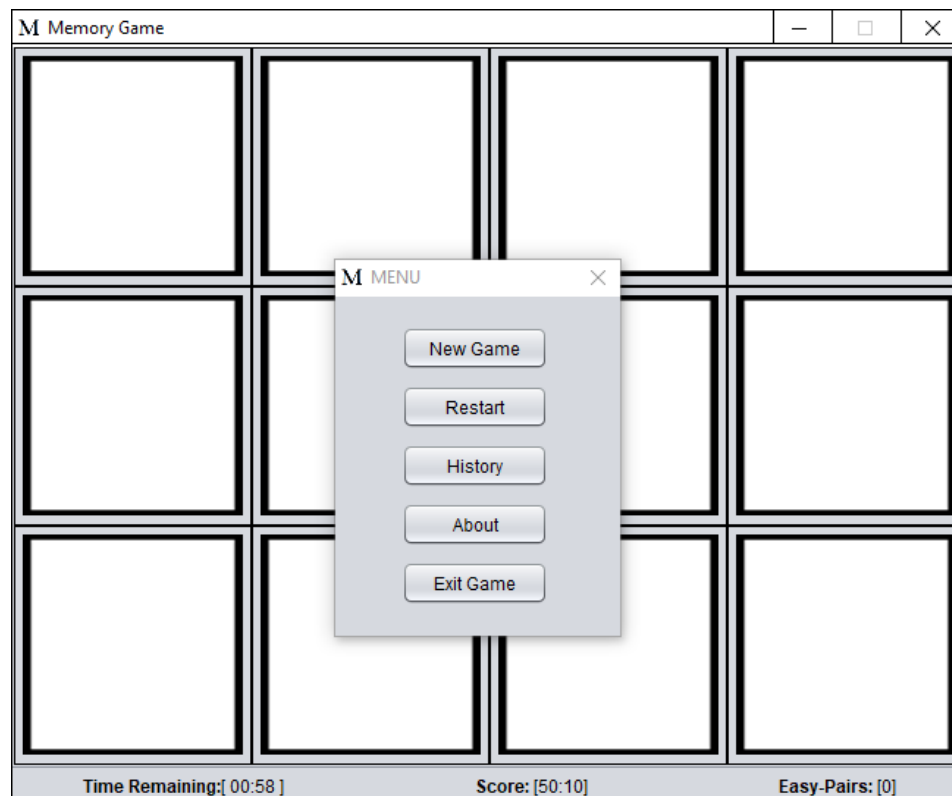 M Memory Game
M MENU
New Game
Restart
History
About
Exit Game
Time Remaining:[ 00:58 ] Score: [50:10] Easy-Pairs: [0]